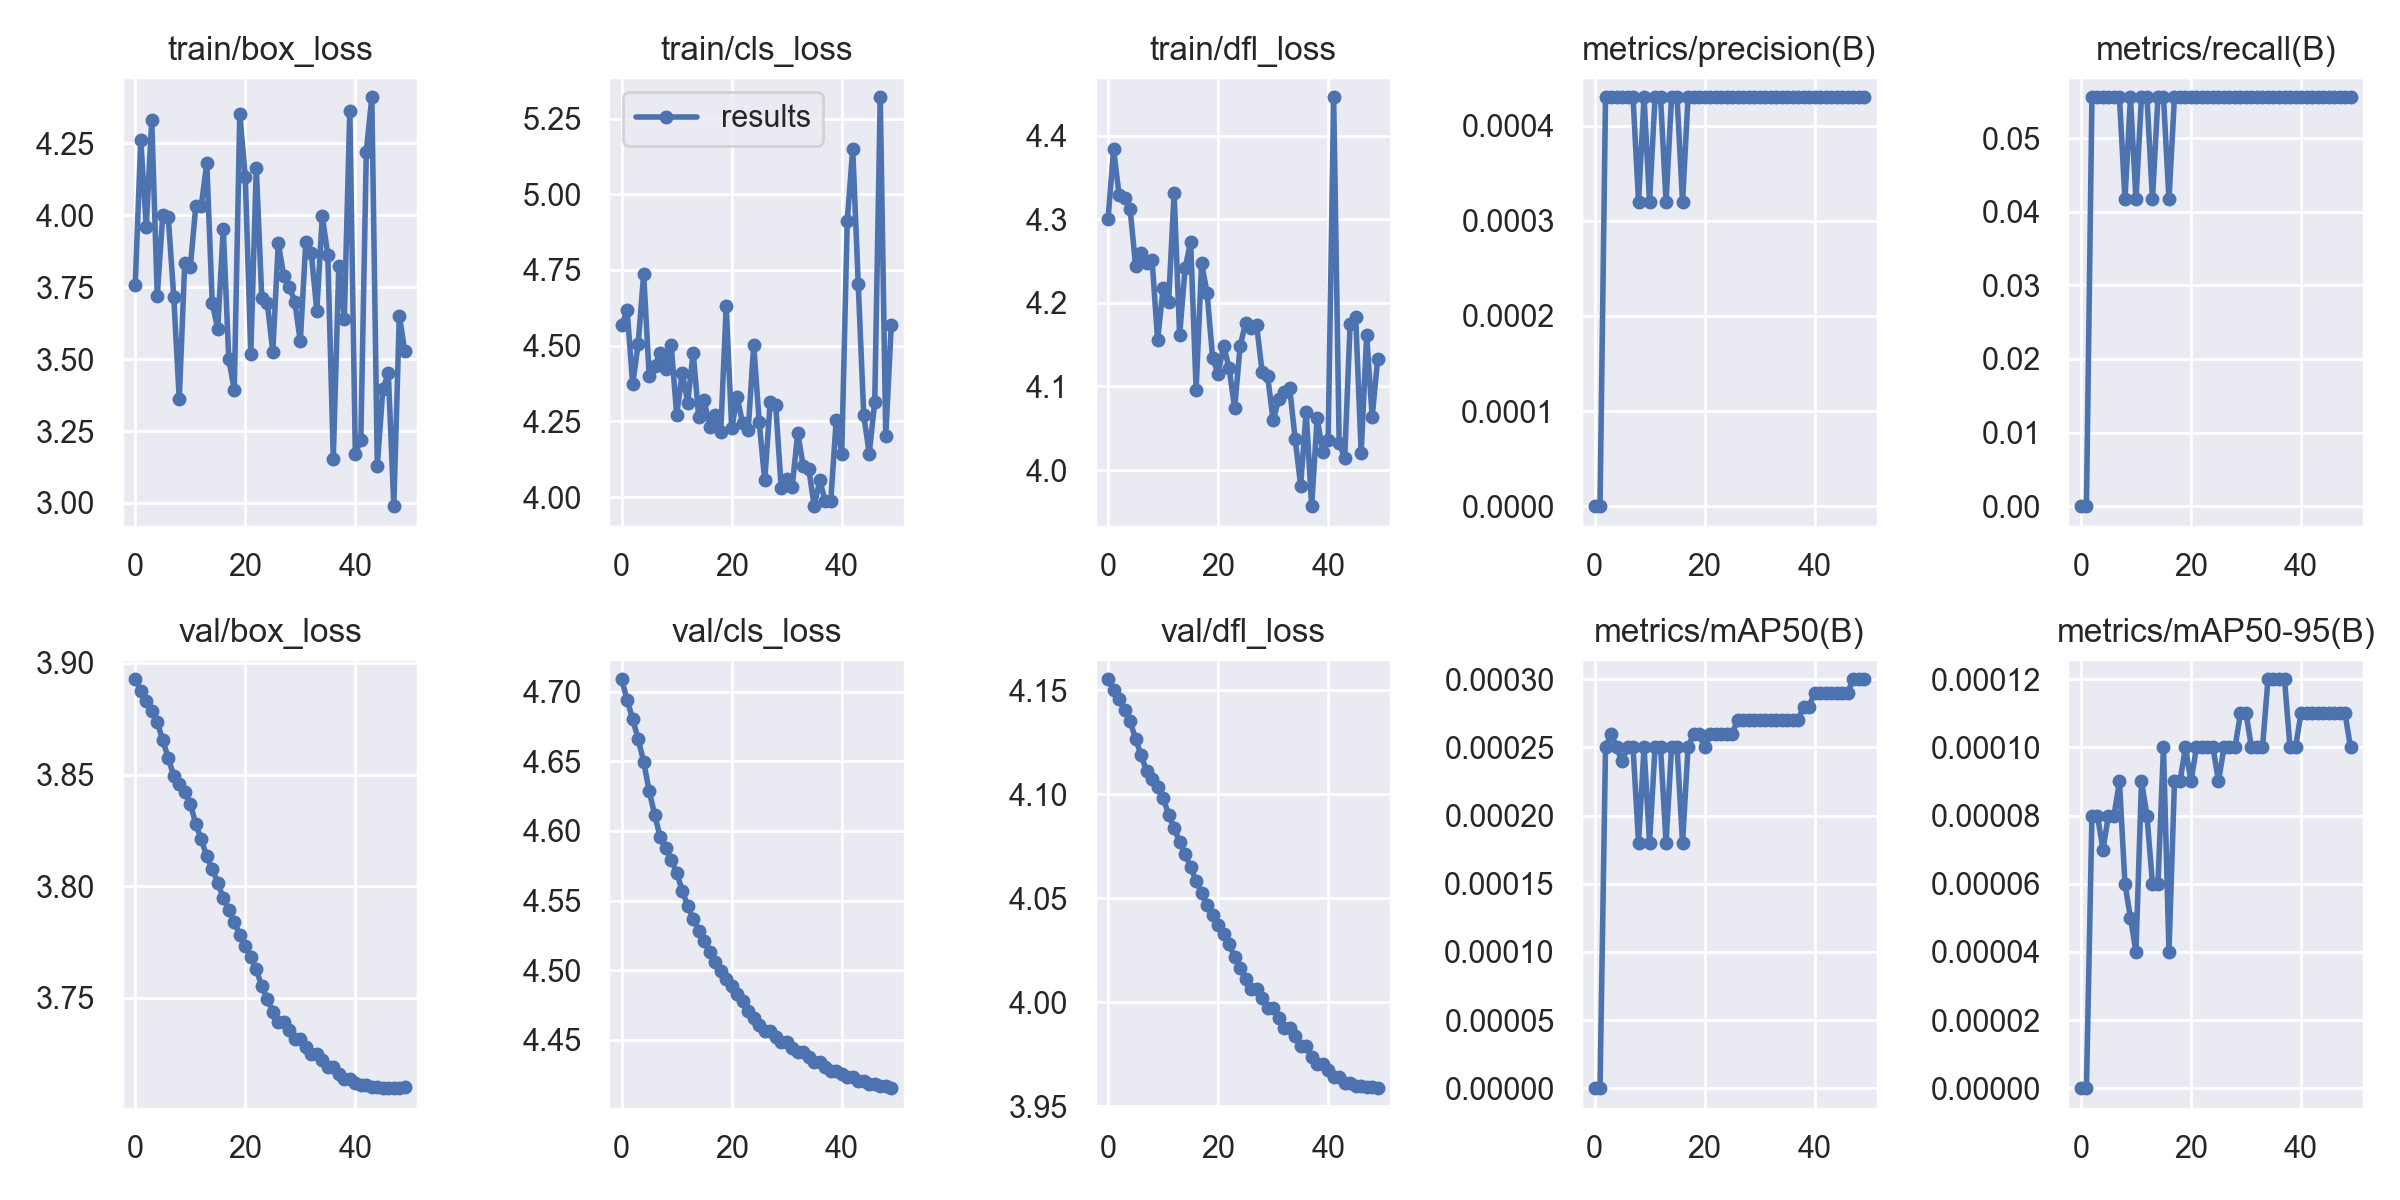 train/box_loss
4.25
4.00
3.75
3.50
3.25
3.00
0 20 40
train/cls_loss
results
5.25
5.00
4.75
4.50
4.25
4.00
0 20 40
train/dfl_loss
4.4
4.3
4.2
4.1
4.0
0 20 40
metrics/precision(B)
0.0004
0.0003
0.0002
0.0001
0.0000
0 20 40
metrics/recall(B)
0.05
0.04
0.03
0.02
0.01
0.00
0 20 40
val/box_loss
3.90
3.85
3.80
3.75
0 20 40
val/cls_loss
4.70
4.65
4.60
4.55
4.50
4.45
0 20 40
val/dfl_loss
4.15
4.10
4.05
4.00
3.95
0 20 40
metrics/mAP50(B)
0.00030
0.00025
0.00020
0.00015
0.00010
0.00005
0.00000
0 20 40
metrics/mAP50-95(B)
0.00012
0.00010
0.00008
0.00006
0.00004
0.00002
0.00000
0 20 40